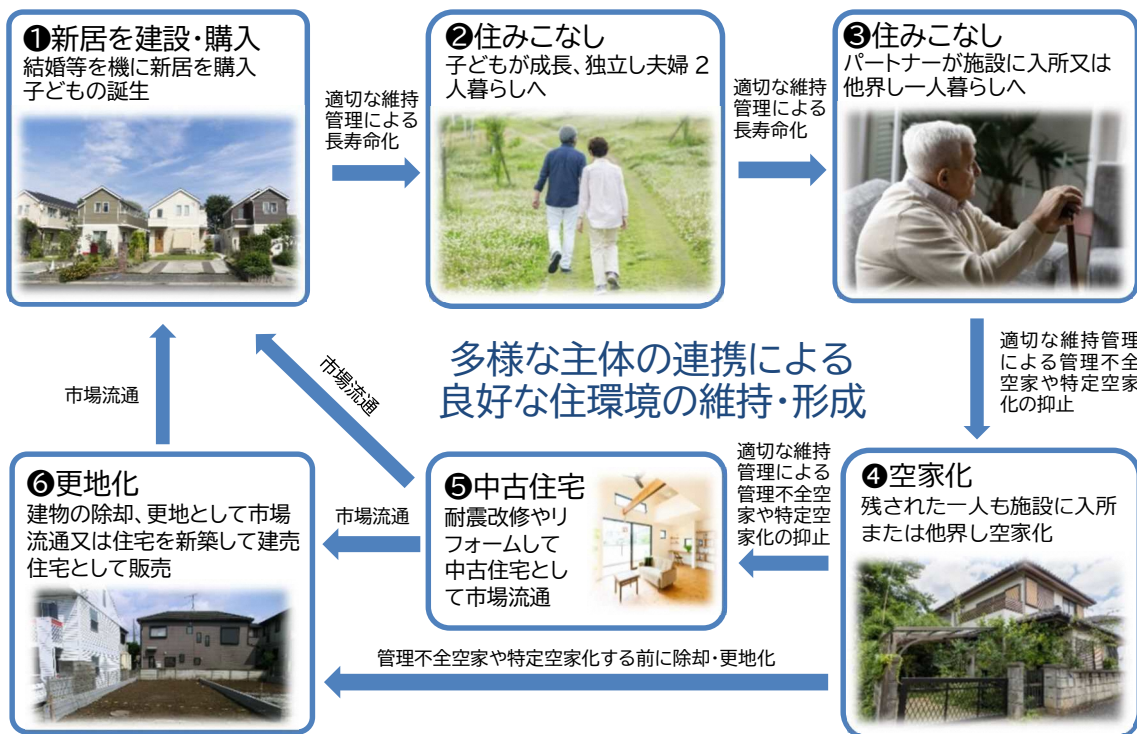 ❶新居を建設・購入
結婚等を機に新居を購入
子どもの誕生
適切な維持
管理による
長寿命化
❷住みこなし
子どもが成長、独立し夫婦 2
人暮らしへ
適切な維持
管理による
長寿命化
❸住みこなし
パートナーが施設に入所又は
他界し一人暮らしへ
適切な維持管理
による管理不全
空家や特定空家
化の抑止
多様な主体の連携による
良好な住環境の維持・形成
市場流通
市場流通
❹空家化
残された一人も施設に入所
または他界し空家化
適切な維持
管理による
管理不全空
家や特定空
家化の抑止
❺中古住宅
耐震改修やリ
フォームして
中古住宅とし
て市場流通
市場流通
❻更地化
建物の除却、更地として市場
流通又は住宅を新築して建売
住宅として販売
管理不全空家や特定空家化する前に除却・更地化